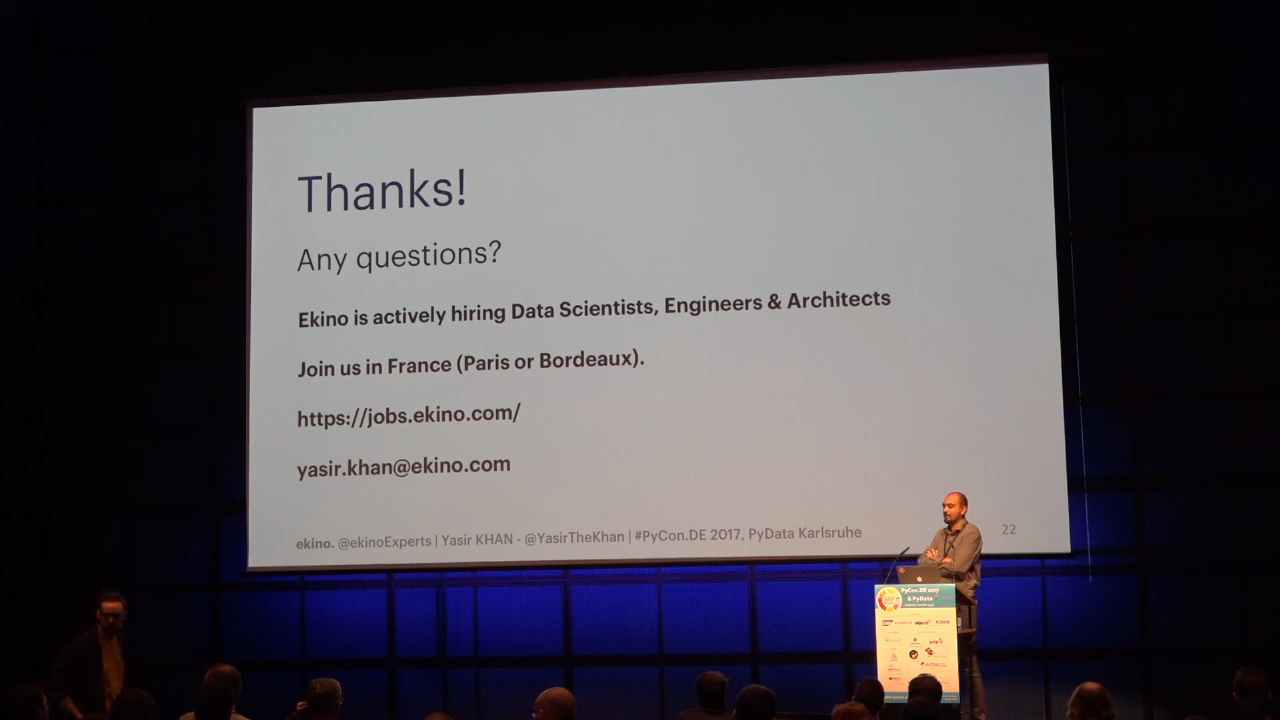 Thanks!
Any questions?
Ekino is actively hiring Data Scientists, Engineers & Architects
Join us in France (Paris or Bordeaux).
https://jobs.ekino.com/
yasir.khan@ekino.com
ekino. @ekinoExperts | Yasir KHAN - @YasirTheKhan | #PyCon.DE 2017, PyData Karlsruhe
22
PyCon.DE 2017
& PyData